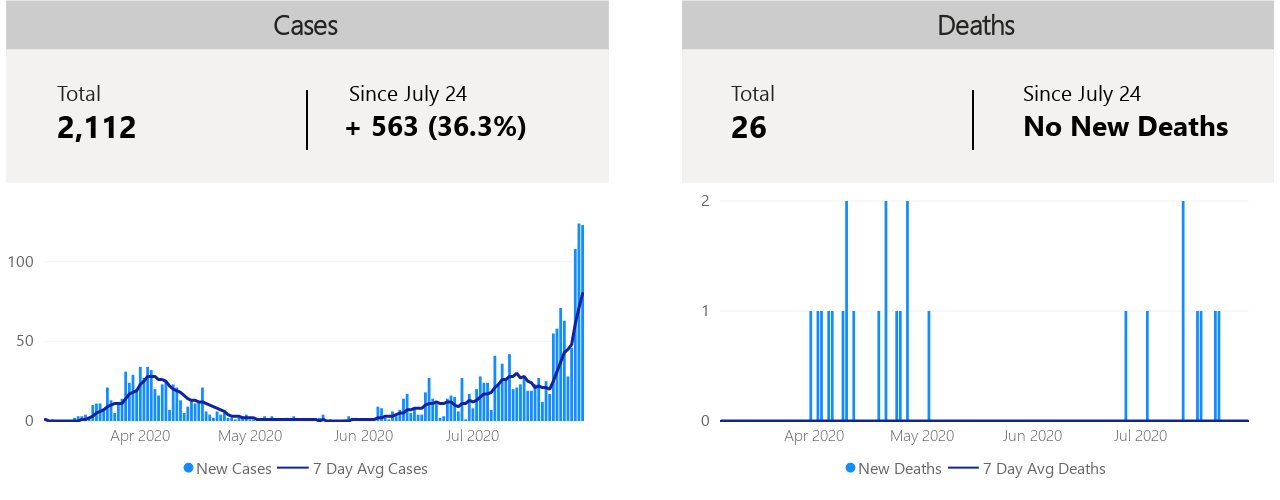 Cases
Total
2,112
Since July 24
+ 563 (36.3%)
100
50
0
Apr 2020 May 2020 Jun 2020 Jul 2020
New Cases 7 Day Avg Cases
Deaths
Total
26
Since July 24
No New Deaths
2
1
0
Apr 2020 May 2020 Jun 2020 Jul 2020
New Deaths 7 Day Avg Deaths